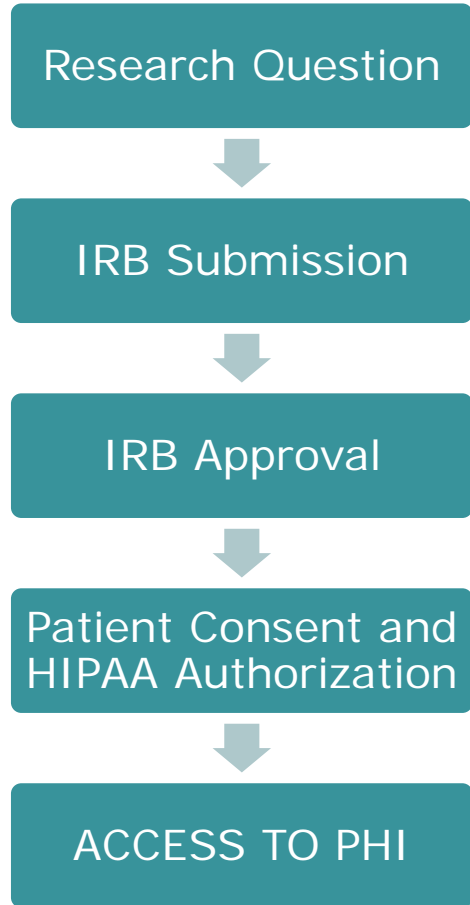 Research Question
IRB Submission
IRB Approval
Patient Consent and
HIPAA Authorization
ACCESS TO PHI